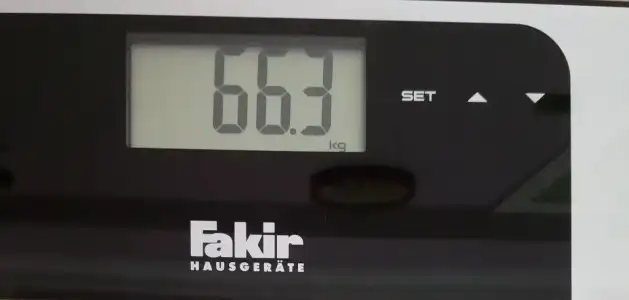 66.3
kg
SET
Fakir
HAUSGERÄTE